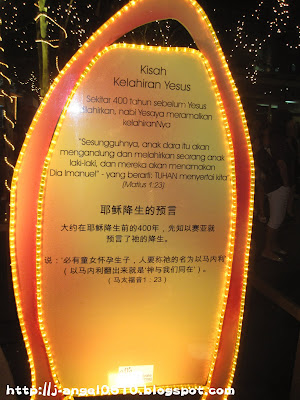 Kisah
Kelahiran Yesus
Sekitar 400 tahun sebelum Yesus
dilahirkan, nabi Yesaya meramalkan
kelahiranNya
"Sesungguhnya, anak dara itu akan
mengandung dan melahirkan seorang anak
laki-laki, dan mereka akan menamakan
Dia Imanuel" - yang berarti: TUHAN menyertai kita"
(Matius 1:23)
耶稣降生的预言
大约在耶稣降生前的400年，先知以赛亚就
预言了祂的降生。
说：‘必有童女怀孕生子，人要称祂的名为以马内利’
（以马内利翻出来就是‘神与我们同在’）。
（马太福音1：23）
http://j-angel0510.blogspot.com